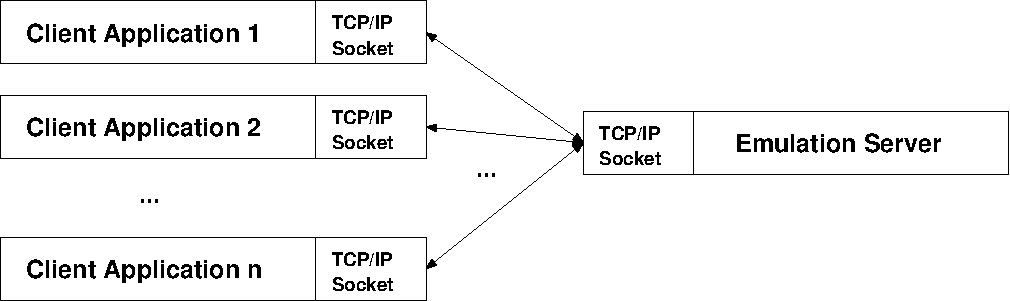 Client Application 1
TCP/IP
Socket
Client Application 2
TCP/IP
Socket
...
...
TCP/IP
Socket
Emulation Server
Client Application n
TCP/IP
Socket